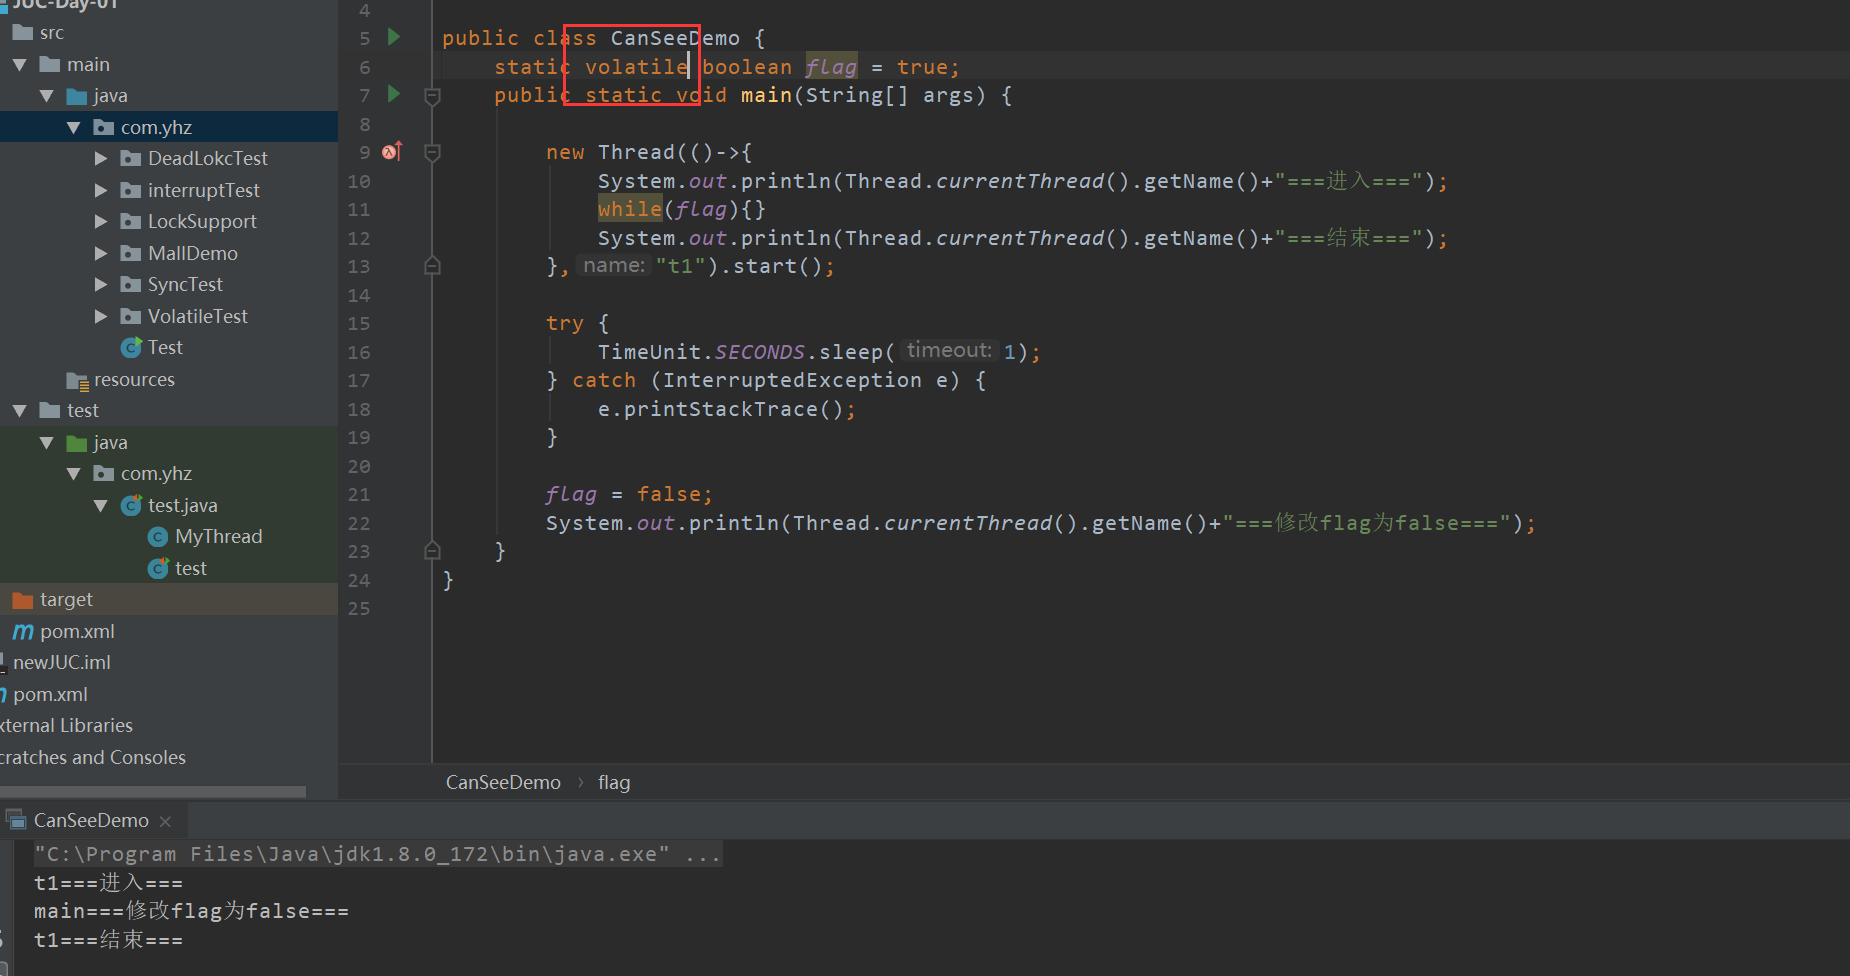 JUC-Day-01
src
main
java
com.yhz
DeadLokcTest
interruptTest
LockSupport
MallDemo
SyncTest
VolatileTest
Test
resources
test
java
com.yhz
test.java
MyThread
test
target
pom.xml
newJUC.iml
pom.xml
xternal Libraries
cratches and Consoles
4
5 public class CanSeeDemo {
6 static volatile boolean flag = true;
7 public static void main(String[] args) {
8
9 new Thread(()->{
10 System.out.println(Thread.currentThread().getName()+"===进入===");
11 while(flag){}
12 System.out.println(Thread.currentThread().getName()+"===结束===");
13 }, name: "t1").start();
14
15 try {
16 TimeUnit.SECONDS.sleep( timeout: 1);
17 } catch (InterruptedException e) {
18 e.printStackTrace();
19 }
20
21 flag = false;
22 System.out.println(Thread.currentThread().getName()+"===修改flag为false===");
23 }
24 }
25
CanSeeDemo › flag
CanSeeDemo ×
"C:\Program Files\Java\jdk1.8.0_172\bin\java.exe" ...
t1===进入===
main===修改flag为false===
t1===结束===